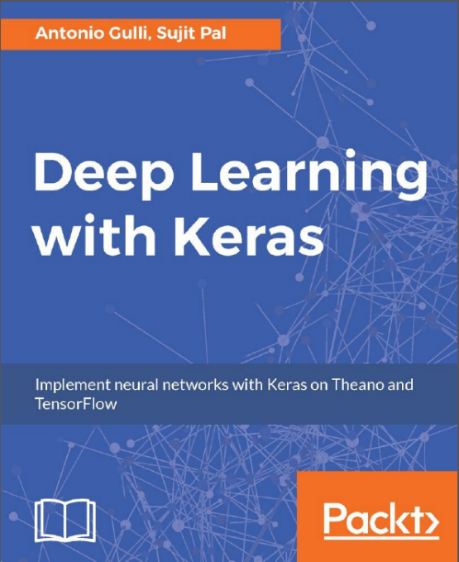 Antonio Gulli, Sujit Pal
Deep Learning
with Keras
Implement neural networks with Keras on Theano and
TensorFlow
Packt>